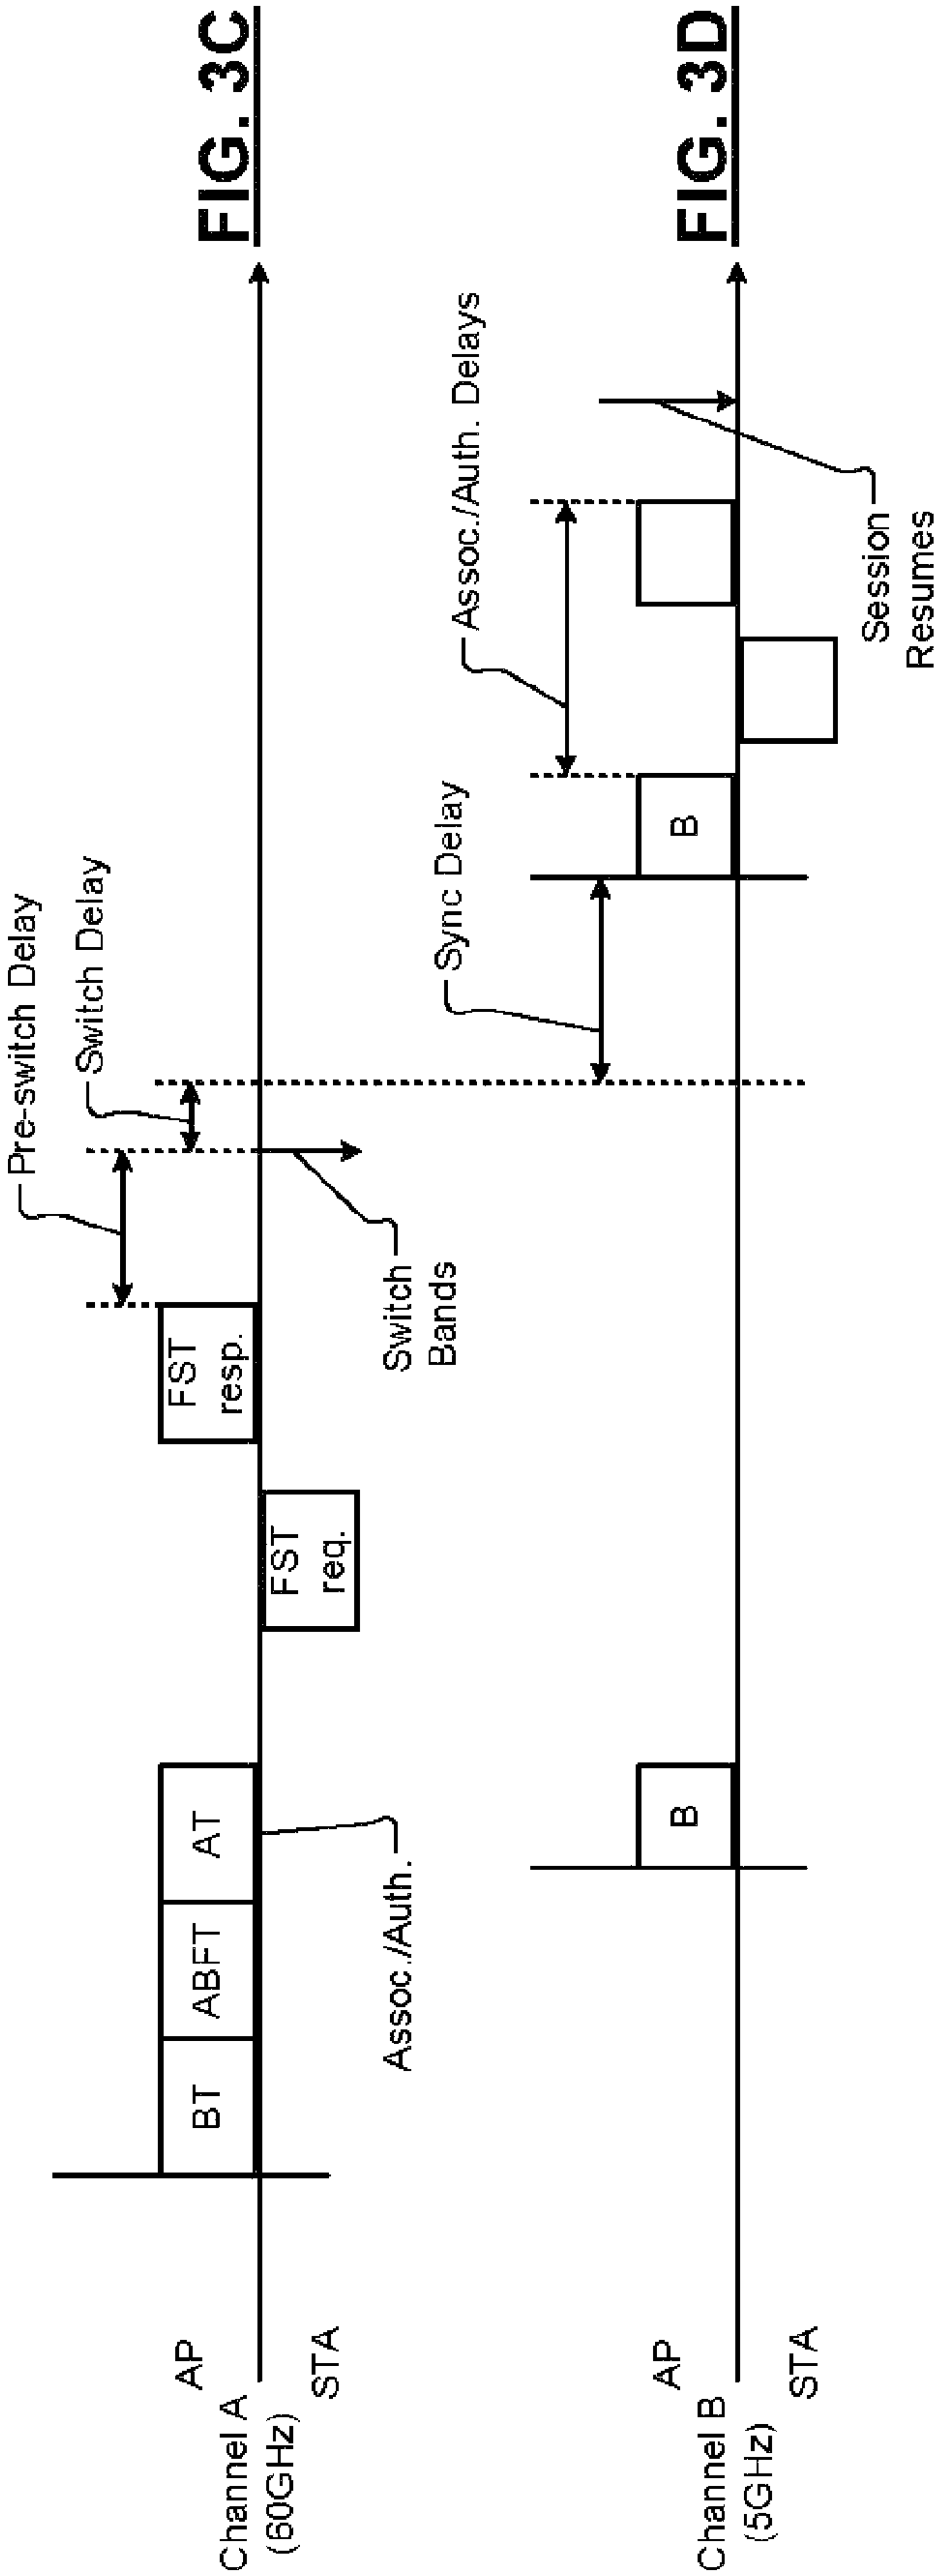 FIG. 3C
Pre-switch Delay
Switch Delay
AP
Channel A
(60GHz)
STA
BT
ABFT
AT
Assoc./Auth.
FST
req.
FST
resp.
Switch
Bands
FIG. 3D
AP
Channel B
(5GHz)
STA
B
Sync Delay
B
Assoc./Auth. Delays
Session
Resumes